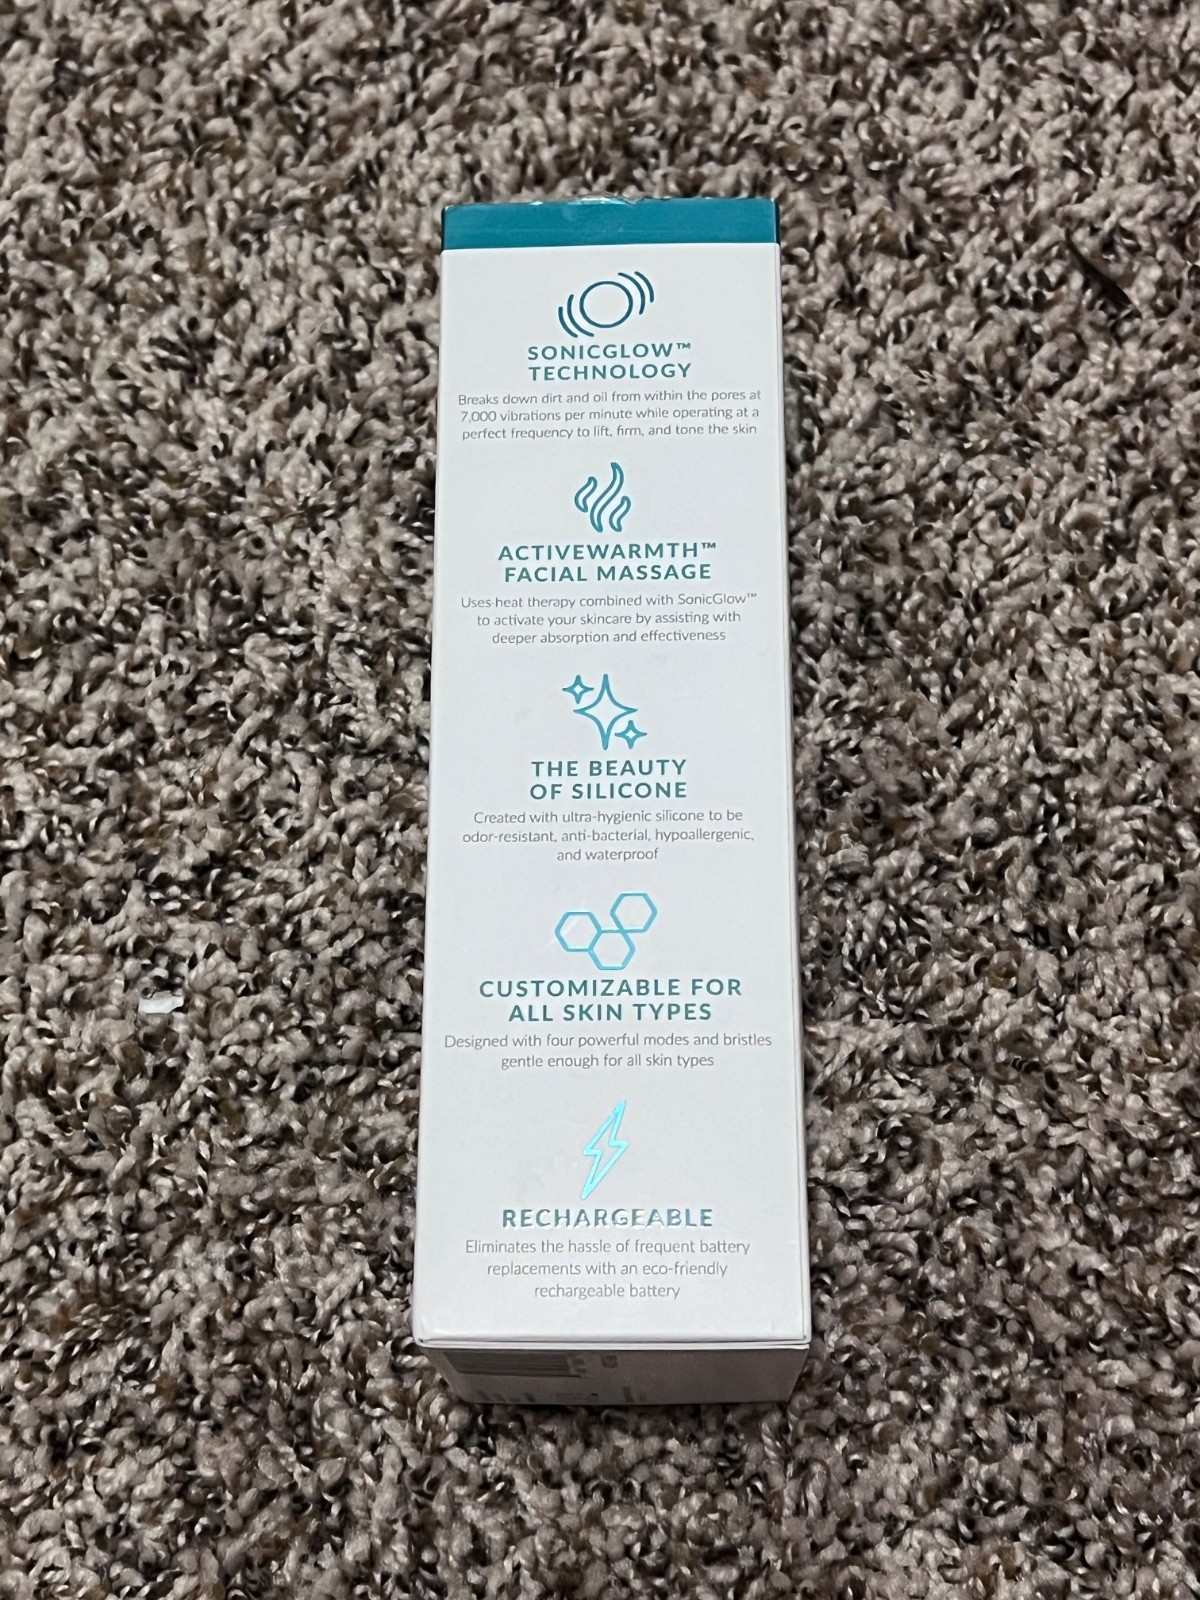 SONICGLOW™
TECHNOLOGY
Breaks down dirt and oil from within the pores at
7,000 vibrations per minute while operating at a
perfect frequency to lift, firm, and tone the skin
ACTIVEWARMTH™
FACIAL MASSAGE
Uses heat therapy combined with SonicGlow™
to activate your skincare by assisting with
deeper absorption and effectiveness
THE BEAUTY
OF SILICONE
Created with ultra-hygienic silicone to be
odor-resistant, anti-bacterial, hypoallergenic,
and waterproof
CUSTOMIZABLE FOR
ALL SKIN TYPES
Designed with four powerful modes and bristles
gentle enough for all skin types
RECHARGEABLE
Eliminates the hassle of frequent battery
replacements with an eco-friendly
rechargeable battery